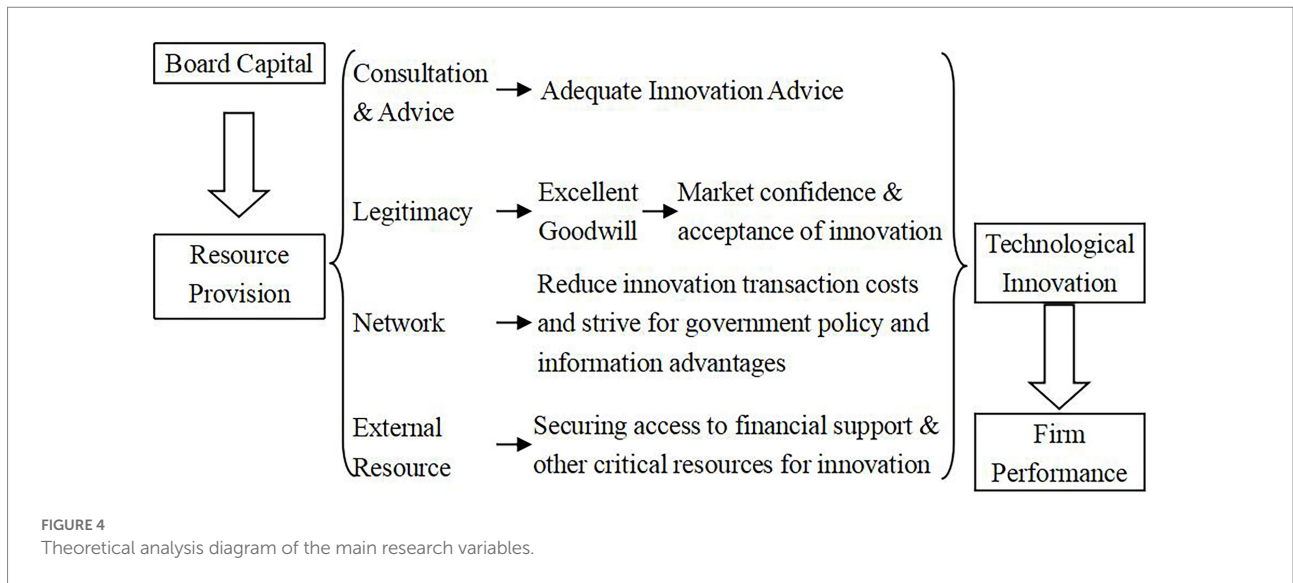 Board Capital
Resource
Provision
Consultation
& Advice
Adequate Innovation Advice
Legitimacy
Excellent
Goodwill
Market confidence &
acceptance of innovation
Network
Reduce innovation transaction costs
and strive for government policy and
information advantages
External
Resource
Securing access to financial support &
other critical resources for innovation
Technological
Innovation
Firm
Performance
FIGURE 4
Theoretical analysis diagram of the main research variables.